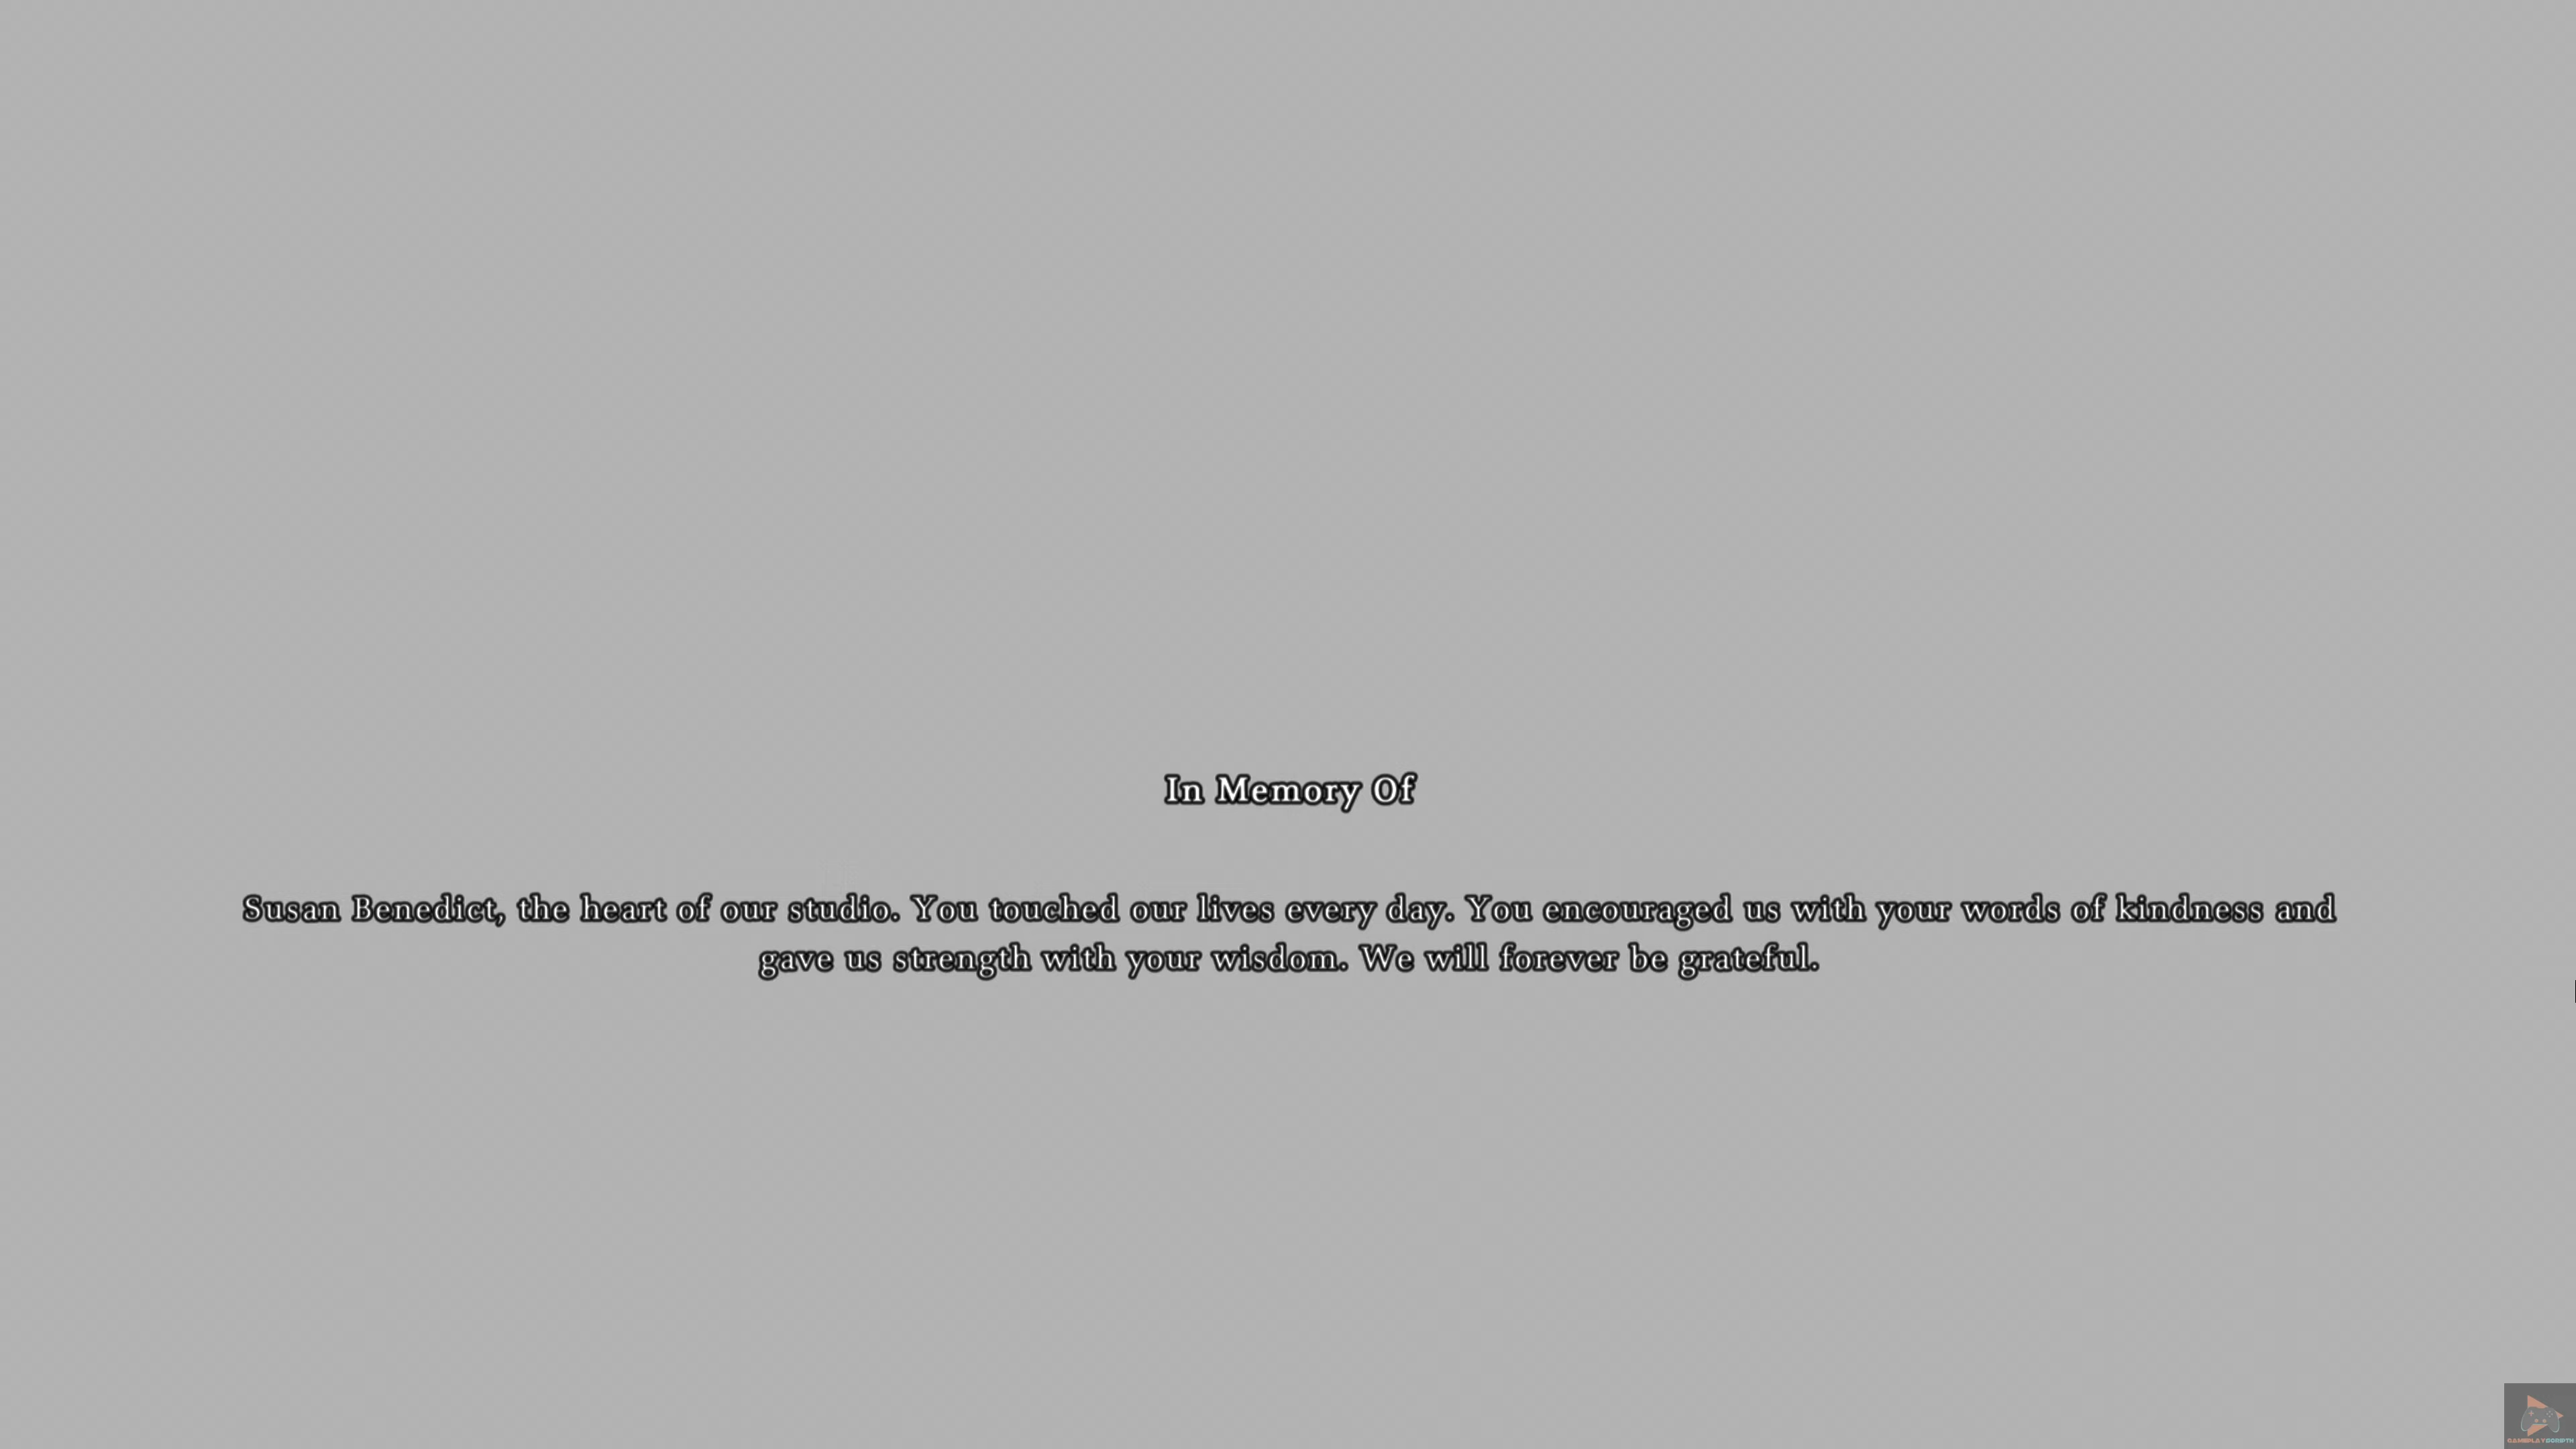 In Memory Of
Susan Benedict, the heart of our studio. You touched our lives every day. You encouraged us with your words of kindness and
gave us strength with your wisdom. We will forever be grateful.